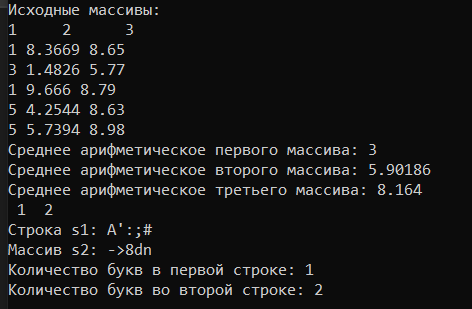 Исходные массивы:
1 2 3
1 8.3669 8.65
3 1.4826 5.77
1 9.666 8.79
5 4.2544 8.63
5 5.7394 8.98
Среднее арифметическое первого массива: 3
Среднее арифметическое второго массива: 5.90186
Среднее арифметическое третьего массива: 8.164
1 2
Строка s1: A':;#
Массив s2: ->8dn
Количество букв в первой строке: 1
Количество букв во второй строке: 2